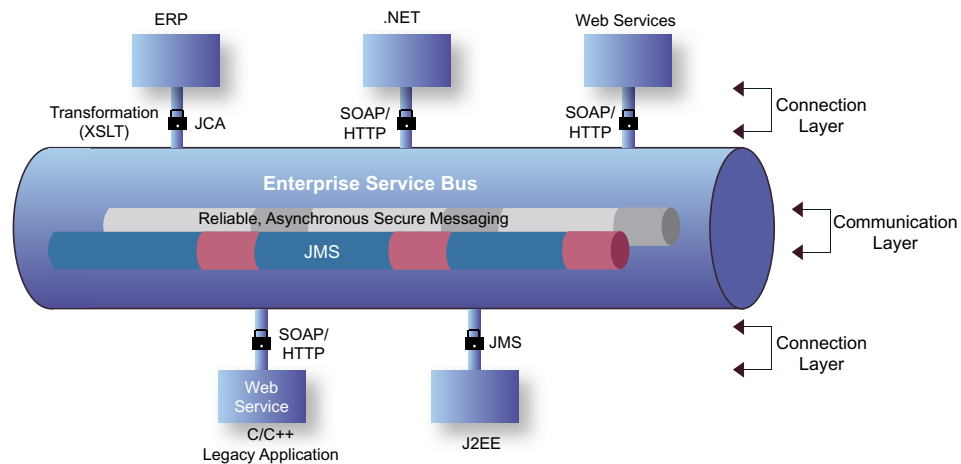 ERP
.NET
Web Services
Transformation
(XSLT)
JCA
SOAP/
HTTP
SOAP/
HTTP
Connection
Layer
Enterprise Service Bus
Reliable, Asynchronous Secure Messaging
JMS
Communication
Layer
SOAP/
HTTP
JMS
Connection
Layer
Web
Service
C/C++
Legacy Application
J2EE